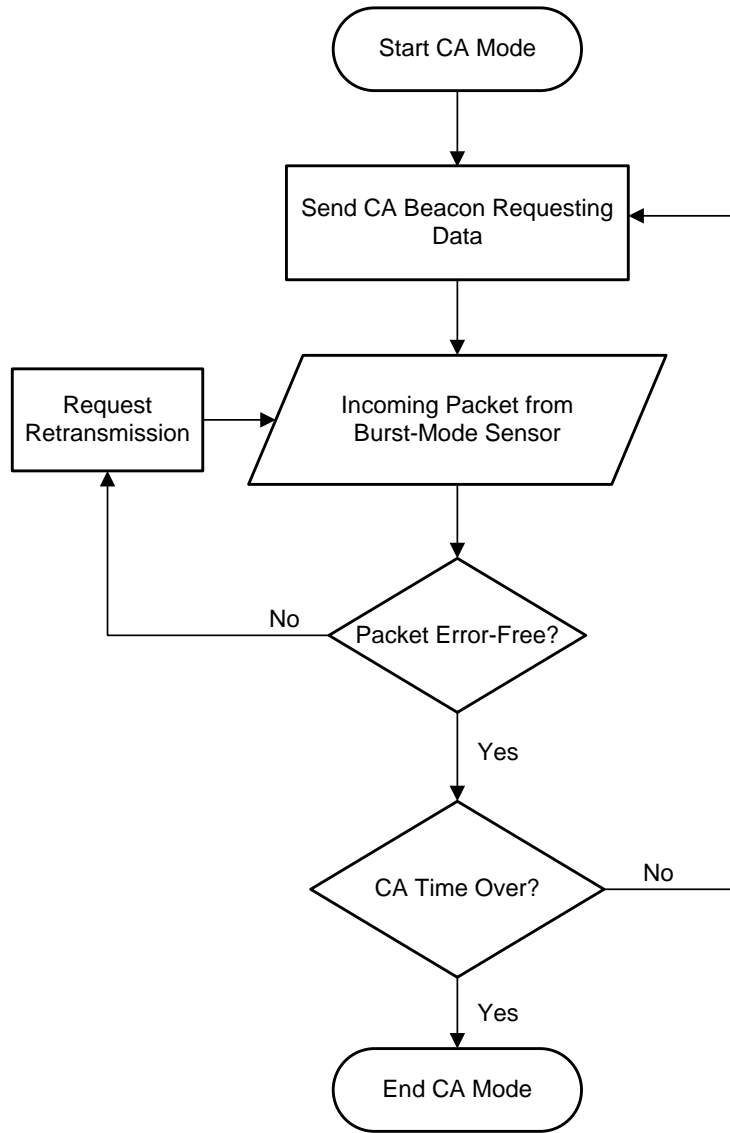 Start CA Mode
Send CA Beacon Requesting
Data
Request
Retransmission
Incoming Packet from
Burst-Mode Sensor
No
Packet Error-Free?
Yes
CA Time Over?
No
Yes
End CA Mode